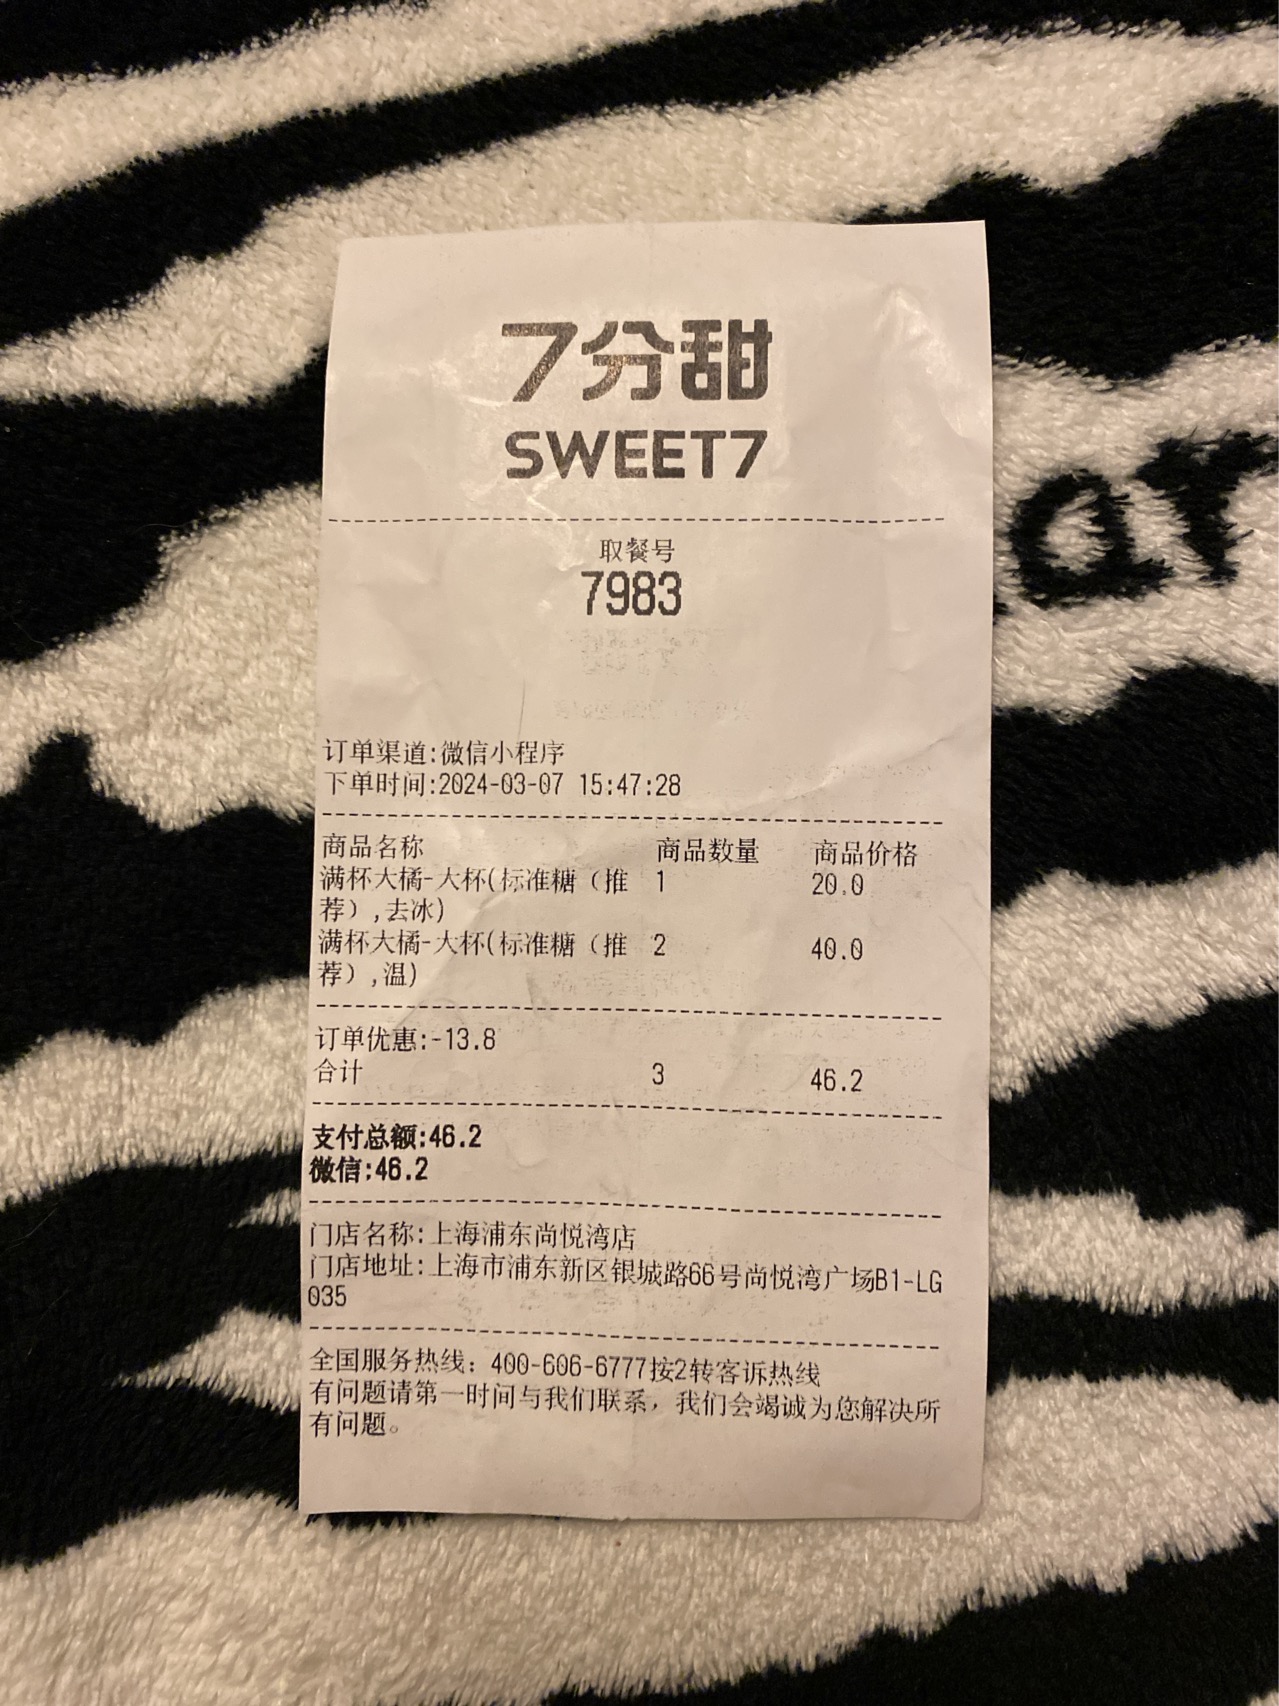 7分甜
SWEET7
取餐号
7983
订单渠道:微信小程序
下单时间:2024-03-07 15:47:28
商品名称 商品数量 商品价格
满杯大橘-大杯(标准糖（推 1 20.0
荐）,去冰)
满杯大橘-大杯(标准糖（推 2 40.0
荐）,温)
订单优惠:-13.8
合计 3 46.2
支付总额:46.2
微信:46.2
门店名称:上海浦东尚悦湾店
门店地址:上海市浦东新区银城路66号尚悦湾广场B1-LG
035
全国服务热线：400-606-6777按2转客诉热线
有问题请第一时间与我们联系，我们会竭诚为您解决所
有问题。